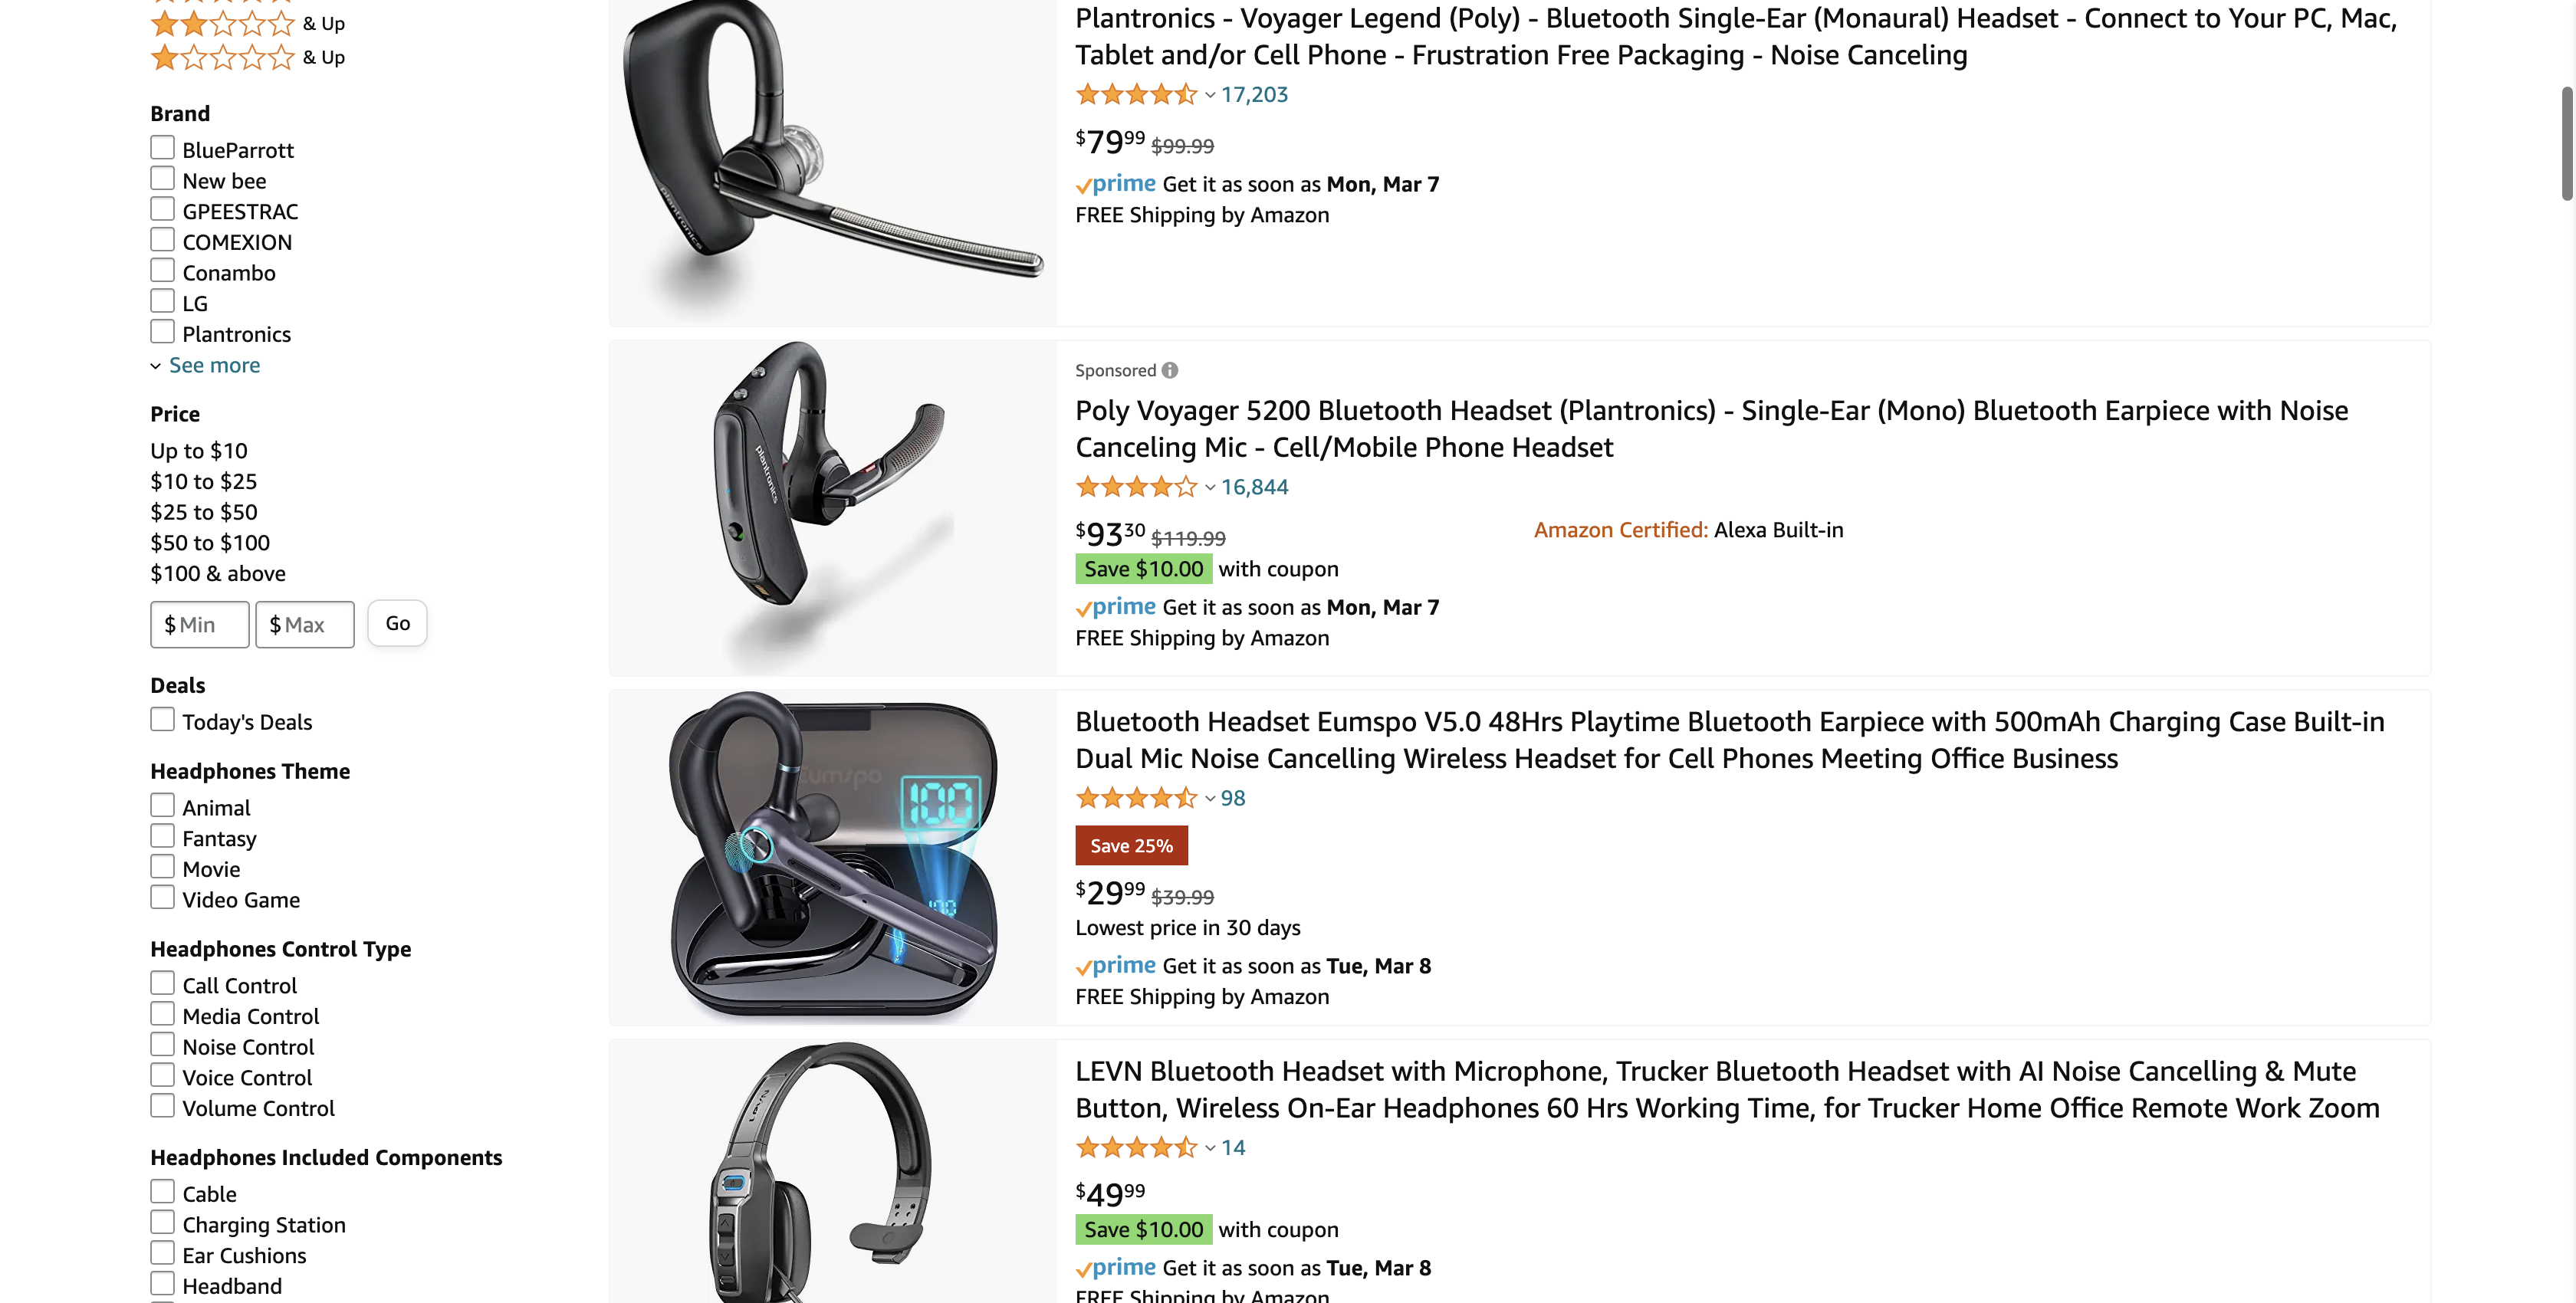 & Up
& Up
Brand
BlueParrott
New bee
GPEESTRAC
COMEXION
Conambo
LG
Plantronics
See more
Price
Up to $10
$10 to $25
$25 to $50
$50 to $100
$100 & above
$ Min $ Max Go
Deals
Today's Deals
Headphones Theme
Animal
Fantasy
Movie
Video Game
Headphones Control Type
Call Control
Media Control
Noise Control
Voice Control
Volume Control
Headphones Included Components
Cable
Charging Station
Ear Cushions
Headband
plantronics
Plantronics - Voyager Legend (Poly) - Bluetooth Single-Ear (Monaural) Headset - Connect to Your PC, Mac,
Tablet and/or Cell Phone - Frustration Free Packaging - Noise Canceling
17,203
$79 99 $99.99
prime Get it as soon as Mon, Mar 7
FREE Shipping by Amazon
plantronics
Sponsored
Poly Voyager 5200 Bluetooth Headset (Plantronics) - Single-Ear (Mono) Bluetooth Earpiece with Noise
Canceling Mic - Cell/Mobile Phone Headset
16,844
$93 30 $119.99
Amazon Certified: Alexa Built-in
Save $10.00 with coupon
prime Get it as soon as Mon, Mar 7
FREE Shipping by Amazon
Eumspo
100
100
Bluetooth Headset Eumspo V5.0 48Hrs Playtime Bluetooth Earpiece with 500mAh Charging Case Built-in
Dual Mic Noise Cancelling Wireless Headset for Cell Phones Meeting Office Business
98
Save 25%
$29 99 $39.99
Lowest price in 30 days
prime Get it as soon as Tue, Mar 8
FREE Shipping by Amazon
LEVN
LEVN Bluetooth Headset with Microphone, Trucker Bluetooth Headset with AI Noise Cancelling & Mute
Button, Wireless On-Ear Headphones 60 Hrs Working Time, for Trucker Home Office Remote Work Zoom
14
$49 99
Save $10.00 with coupon
prime Get it as soon as Tue, Mar 8
FREE Shipping by Amazon